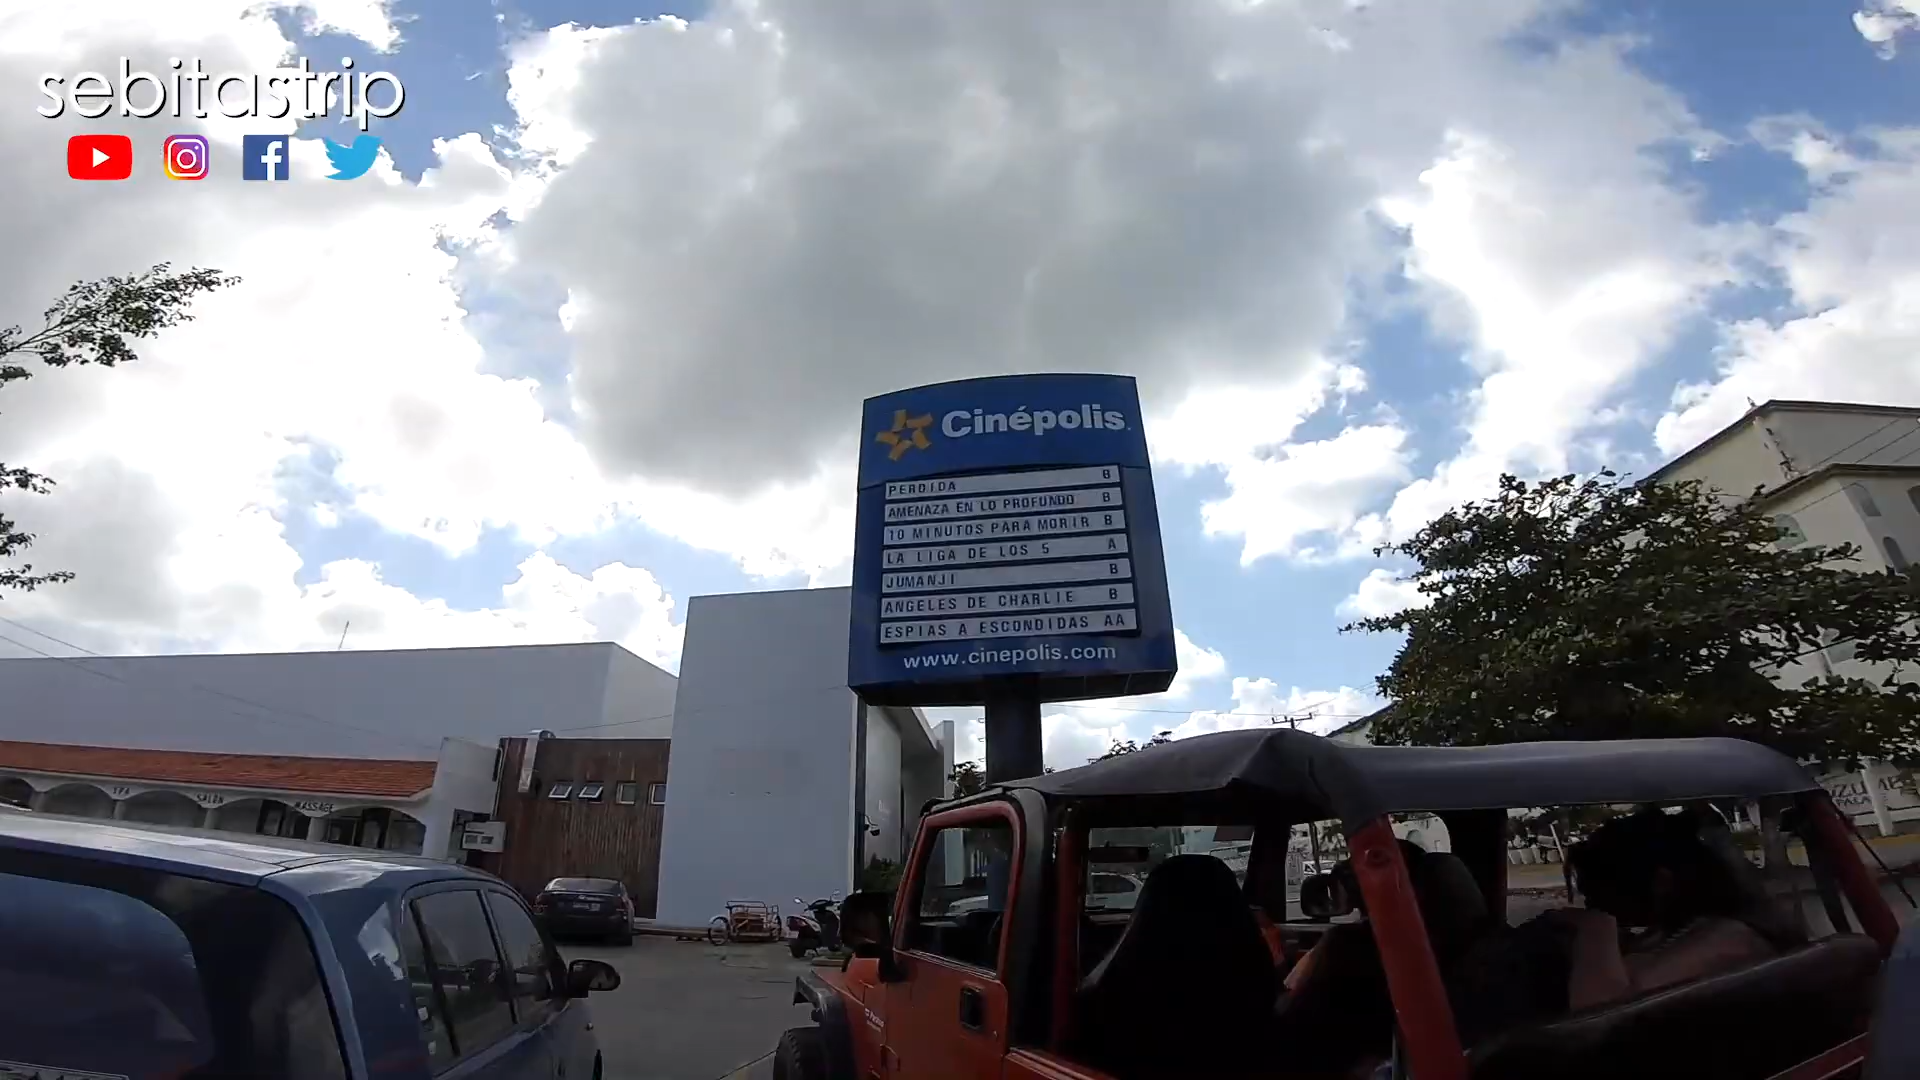 sebitastrip
Cinépolis.
PERDIDA B
AMENAZA EN LO PROFUNDO B
10 MINUTOS PARA MORIR B
LA LIGA DE LOS 5 A
JUMANJI B
ANGELES DE CHARLIE B
ESPIAS A ESCONDIDAS AA
www.cinepolis.com
SPA
SALON
MASSAGE